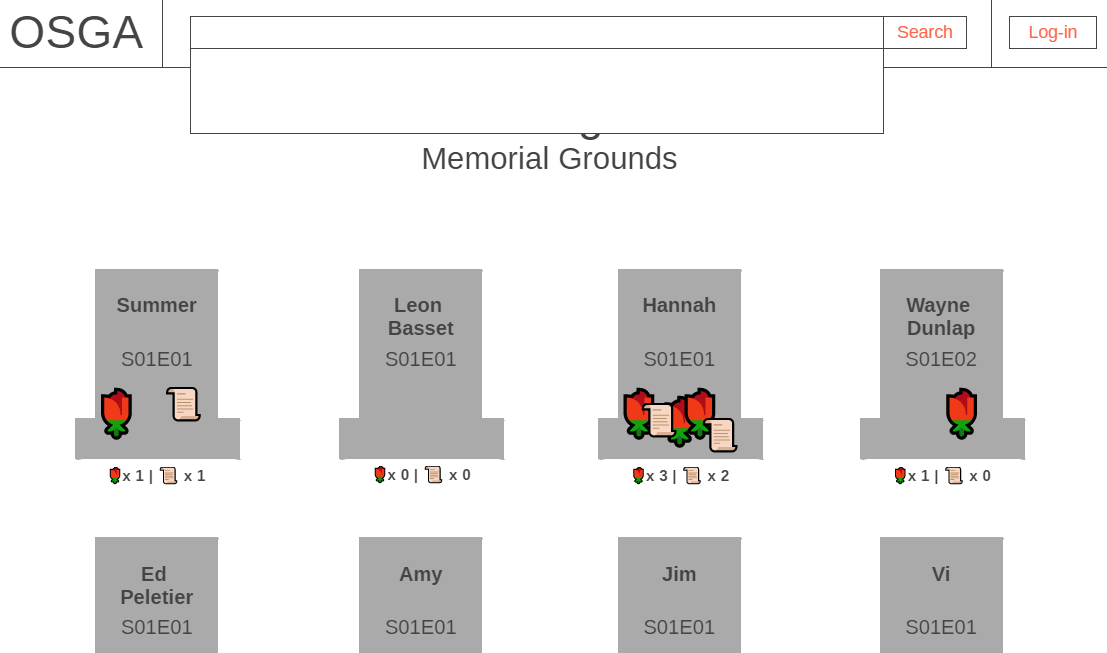 OSGA
Search
Log-in
Memorial Grounds
Summer
Leon
Basset
Hannah
Wayne
Dunlap
S01E01
S01E01
S01E01
S01E02
x 1 | x 1
x 0 | x 0
x 3 | x 2
x 1 | x 0
Ed
Peletier
Amy
Jim
Vi
S01E01
S01E01
S01E01
S01E01